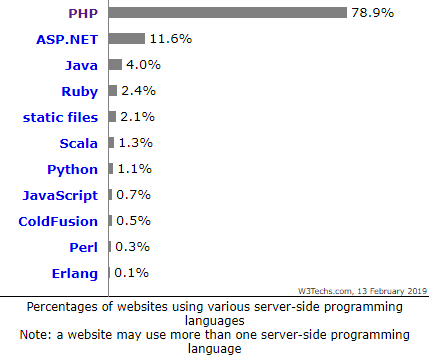 PHP 78.9%
ASP.NET 11.6%
Java 4.0%
Ruby 2.4%
static files 2.1%
Scala 1.3%
Python 1.1%
JavaScript 0.7%
ColdFusion 0.5%
Perl 0.3%
Erlang 0.1%
W3Techs.com, 13 February 2019
Percentages of websites using various server-side programming
languages
Note: a website may use more than one server-side programming
language